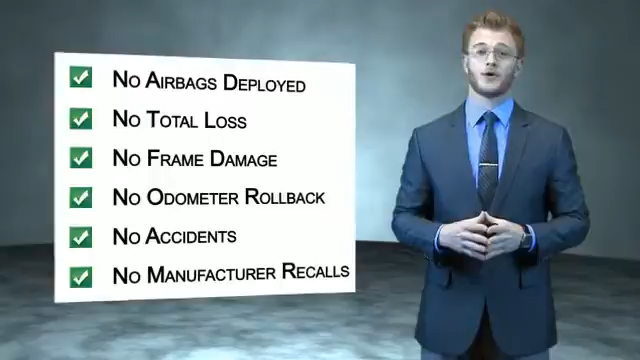 No Airbags Deployed
No Total Loss
No Frame Damage
No Odometer Rollback
No Accidents
No Manufacturer Recalls